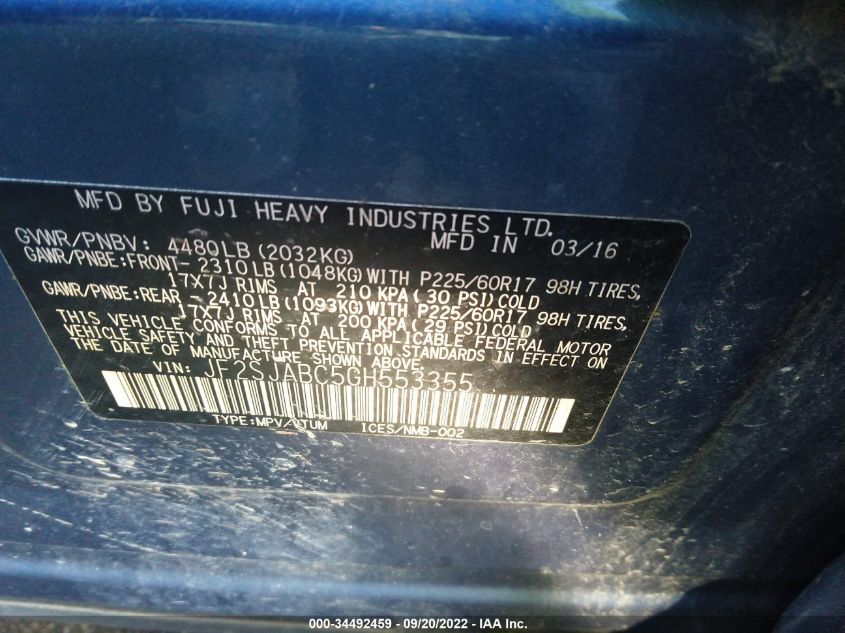 MFD BY FUJI HEAVY INDUSTRIES LTD.
GVWR/PNBV: 4480LB (2032KG) MFD IN 03/16
GAWR/PNBE:FRONT-2310LB(1048KG)WITH P225/60R17 98H TIRES,
17X7J RIMS AT 210 KPA(30 PSI)COLD
GAWR/PNBE:REAR -2410LB(1093KG)WITH P225/60R17 98H TIRES,
17X7J RIMS AT 200 KPA(29 PSI)COLD
THIS VEHICLE CONFORMS TO ALL APPLICABLE FEDERAL MOTOR
VEHICLE SAFETY AND THEFT PREVENTION STANDARDS IN EFFECT ON
THE DATE OF MANUFACTURE SHOWN ABOVE.
VIN: JF2SJABC5GH553355
TYPE:MPV/VTUM ICES/NMB-002
000-34492459 - 09/20/2022 - IAA Inc.